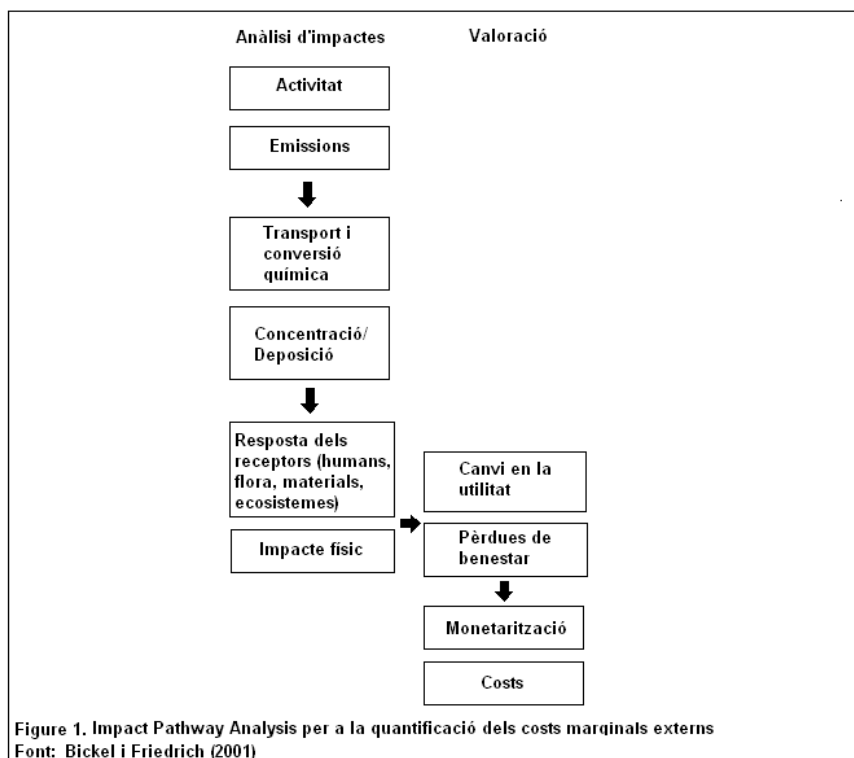 Anàlisi d'impactes
Valoració
Activitat
Emissions
Transport i
conversió
química
Concentració/
Deposició
Resposta dels
receptors (humans,
flora, materials,
ecosistemes)
Impacte físic
Canvi en la
utilitat
Pèrdues de
benestar
Monetarització
Costs
Figure 1. Impact Pathway Analysis per a la quantificació dels costs marginals externs
Font: Bickel i Friedrich (2001)